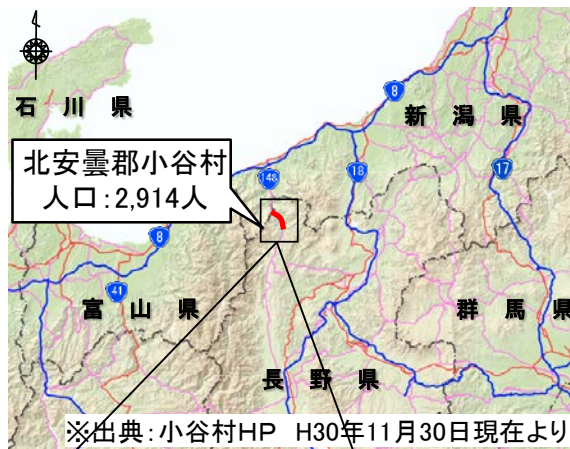 石川県
8
新潟県
北安曇郡小谷村
人口:2,914人
148
18
17
8
41
富山県
群馬県
長野県
※出典:小谷村HP H30年11月30日現在より